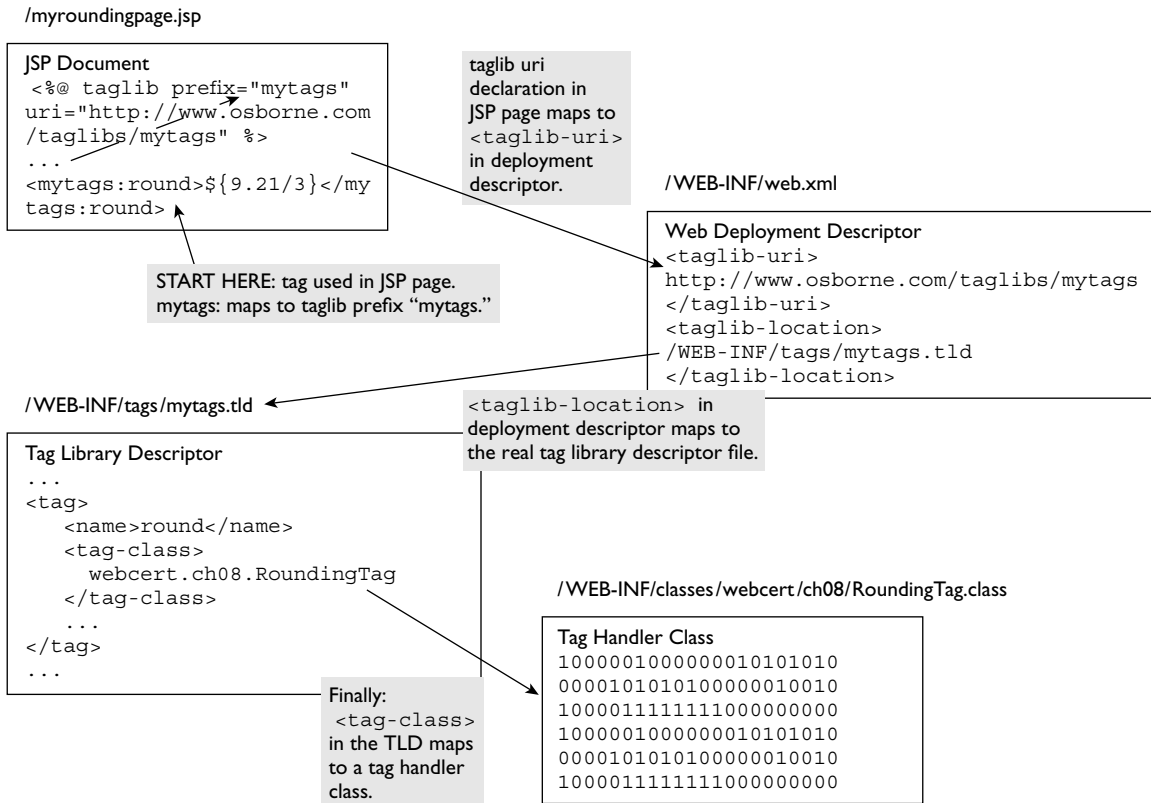 /myroundingpage.jsp
JSP Document
<%@ taglib prefix="mytags"
uri="http://www.osborne.com
/taglibs/mytags" %>
...
<mytags:round>${9.21/3}</my
tags:round>
taglib uri
declaration in
JSP page maps to
<taglib-uri>
in deployment
descriptor.
START HERE: tag used in JSP page.
mytags: maps to taglib prefix “mytags.”
/WEB-INF/web.xml
Web Deployment Descriptor
<taglib-uri>
http://www.osborne.com/taglibs/mytags
</taglib-uri>
<taglib-location>
/WEB-INF/tags/mytags.tld
</taglib-location>
<taglib-location> in
deployment descriptor maps to
the real tag library descriptor file.
/WEB-INF/tags/mytags.tld
Tag Library Descriptor
...
<tag>
<name>round</name>
<tag-class>
webcert.ch08.RoundingTag
</tag-class>
...
</tag>
...
Finally:
<tag-class>
in the TLD maps
to a tag handler
class.
/WEB-INF/classes/webcert/ch08/RoundingTag.class
Tag Handler Class
1000001000000010101010
0000101010100000010010
1000011111111000000000
1000001000000010101010
0000101010100000010010
1000011111111000000000